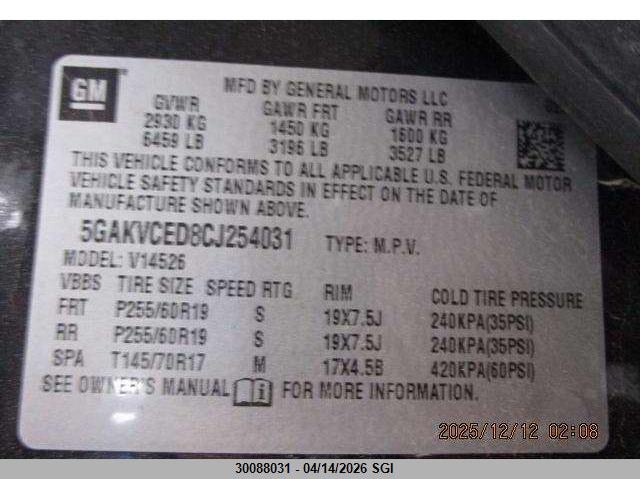 GM
MFD BY GENERAL MOTORS LLC
GVWR GAWR FRT GAWR RR
2930 KG 1450 KG 1600 KG
6459 LB 3196 LB 3527 LB
THIS VEHICLE CONFORMS TO ALL APPLICABLE U.S. FEDERAL MOTOR
VEHICLE SAFETY STANDARDS IN EFFECT ON THE DATE OF
MANUFACTURE SHOWN ABOVE.
5GAKVCED8CJ254031 TYPE: M.P.V.
MODEL: V14526
VBBS TIRE SIZE SPEED RTG RIM COLD TIRE PRESSURE
FRT P255/60R19 S 19X7.5J 240KPA(35PSI)
RR P255/60R19 S 19X7.5J 240KPA(35PSI)
SPA T145/70R17 M 17X4.5B 420KPA(60PSI)
SEE OWNER'S MANUAL FOR MORE INFORMATION.
2025/12/12 02:08
30088031 - 04/14/2026 SGI